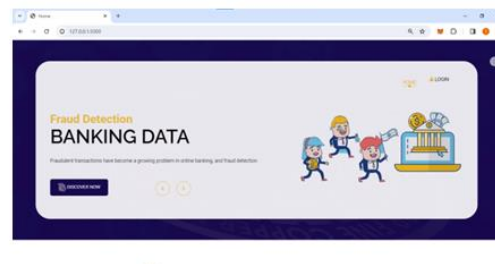 Home
127.0.0.1:5000
HOME
LOGIN
Fraud Detection
BANKING DATA
Fraudulent transactions have become a growing problem in online banking, and fraud detection
DISCOVER NOW